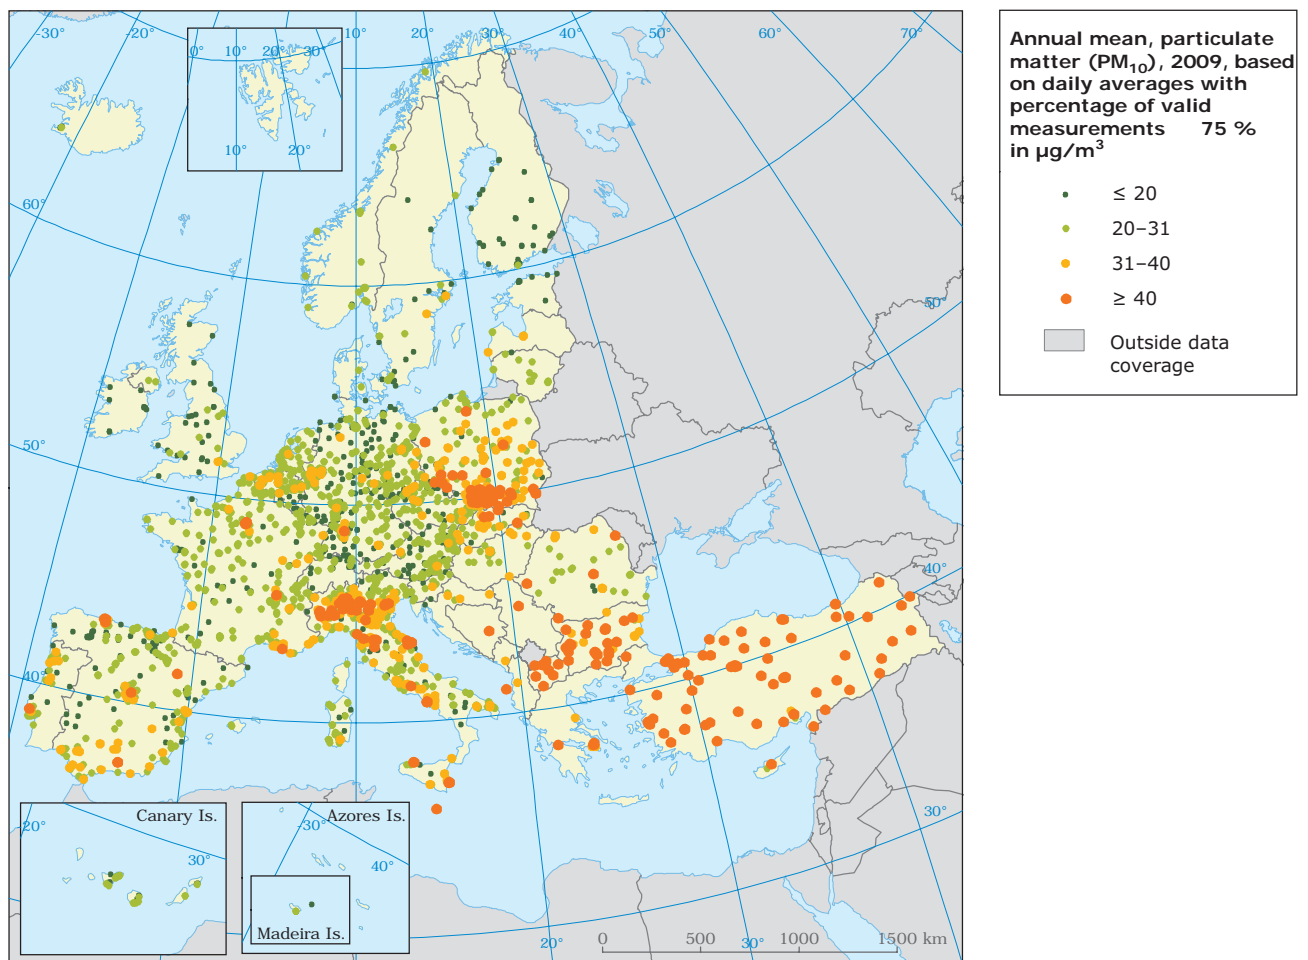 -30°
-20°
0°
10°
20°
30°
10°
20°
10°
20°
30°
50°
60°
70°
60°
50°
40°
50°
40°
50°
40°
30°
Canary Is.
20°
30°
Azores Is.
-30°
40°
Madeira Is.
20°
30°
0 500 1000 1500 km
Annual mean, particulate
matter (PM10), 2009, based
on daily averages with
percentage of valid
measurements 75 %
in µg/m³
≤ 20
20–31
31–40
≥ 40
Outside data
coverage